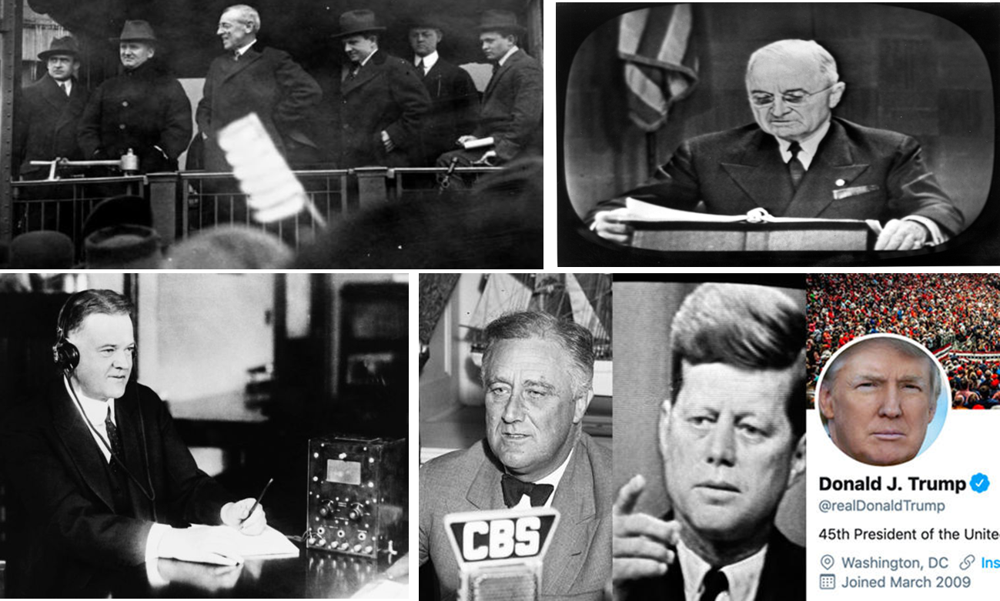 CBS
Donald J. Trump
@realDonaldTrump
45th President of the Unite
Washington, DC Ins
Joined March 2009